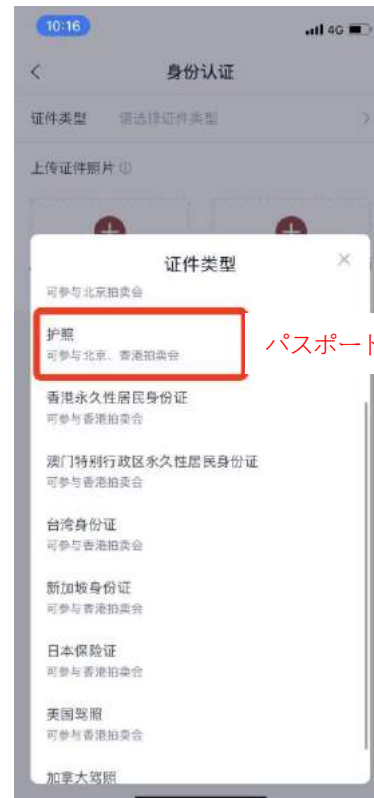 10:16
4G
身份认证
证件类型 请选择证件类型
上传证件照片
证件类型
可参与北京拍卖会
护照
可参与北京、香港拍卖会
パスポート
香港永久性居民身份证
可参与香港拍卖会
澳门特别行政区永久性居民身份证
可参与香港拍卖会
台湾身份证
可参与香港拍卖会
新加坡身份证
可参与香港拍卖会
日本保险证
可参与香港拍卖会
美国驾照
可参与香港拍卖会
加拿大驾照